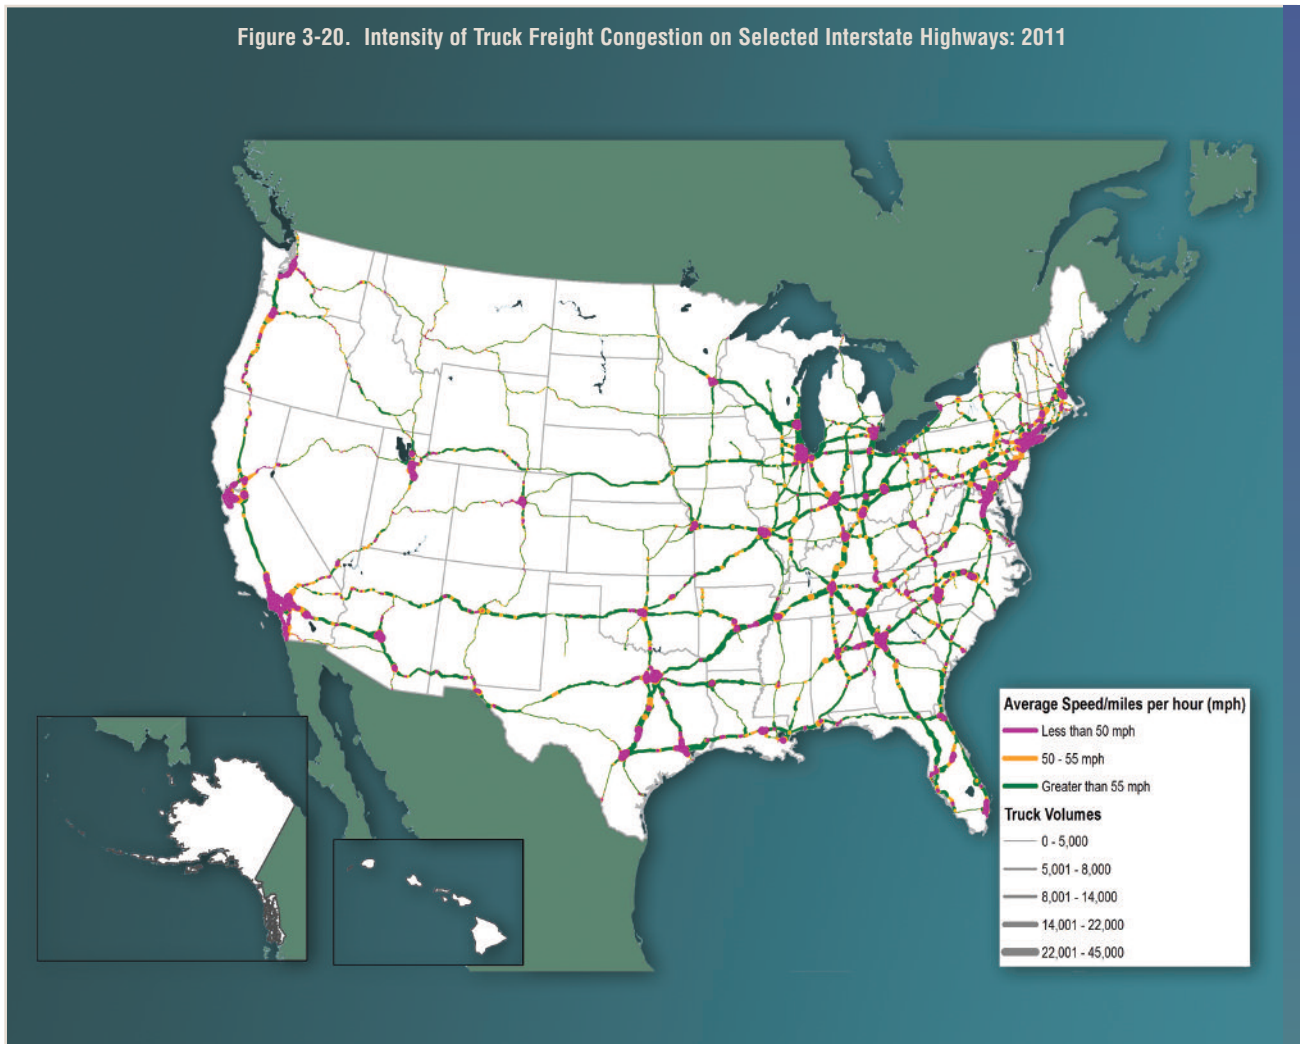 Figure 3-20. Intensity of Truck Freight Congestion on Selected Interstate Highways: 2011
Average Speed/miles per hour (mph)
Less than 50 mph
50 - 55 mph
Greater than 55 mph
Truck Volumes
0 - 5,000
5,001 - 8,000
8,001 - 14,000
14,001 - 22,000
22,001 - 45,000